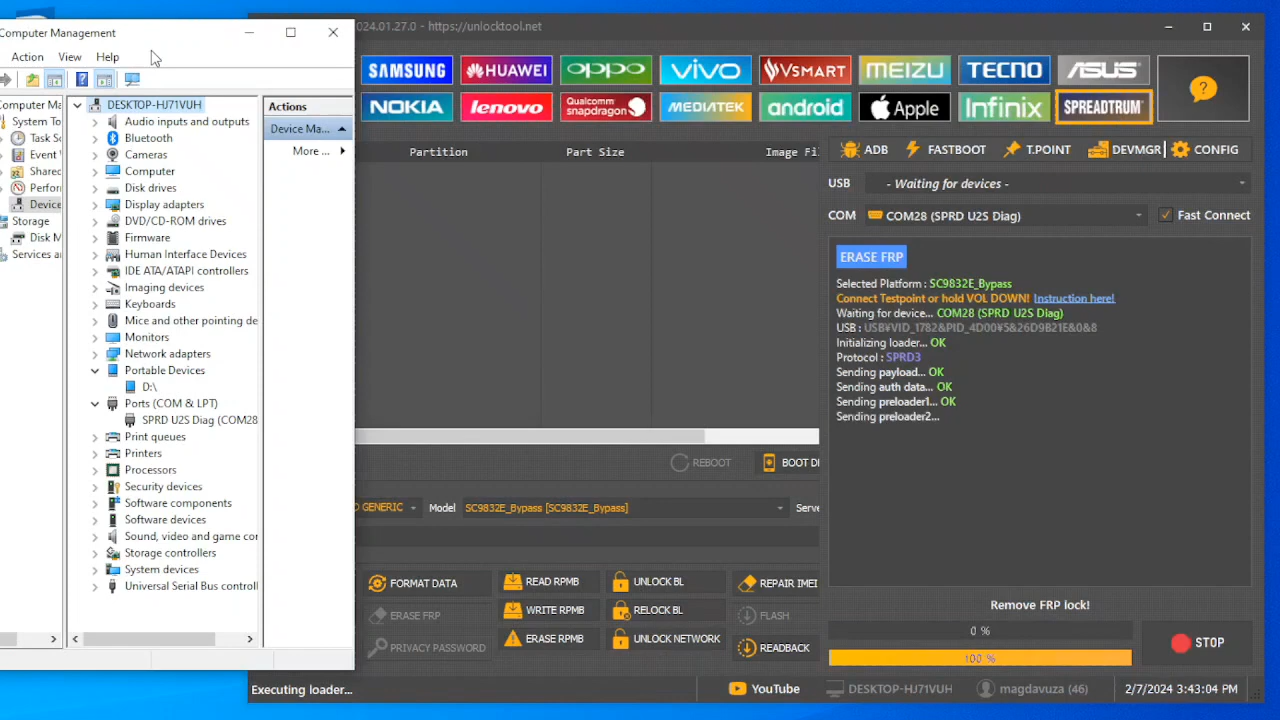 Computer Management
Action View Help
Computer Ma
System To
Task Sc
Event
Shared
Perfor
Device
Storage
Disk M
Services a
DESKTOP-HJ71VUH
Audio inputs and outputs
Bluetooth
Cameras
Computer
Disk drives
Display adapters
DVD/CD-ROM drives
Firmware
Human Interface Devices
IDE ATA/ATAPI controllers
Imaging devices
Keyboards
Mice and other pointing de
Monitors
Network adapters
Portable Devices
D:\
Ports (COM & LPT)
SPRD U2S Diag (COM28
Print queues
Printers
Processors
Security devices
Software components
Software devices
Sound, video and game cor
Storage controllers
System devices
Universal Serial Bus controll
Actions
Device Ma...
More ...
024.01.27.0 - https://unlocktool.net
SAMSUNG HUAWEI oppo vivo VSMART MEIZU TECNO ASUS
NOKIA lenovo Qualcomm snapdragon MEDIATEK android Apple Infinix SPREADTRUM
?
Partition Part Size Image Fi
ADB FASTBOOT T.POINT DEVMGR CONFIG
USB - Waiting for devices -
COM COM28 (SPRD U2S Diag) Fast Connect
ERASE FRP
Selected Platform : SC9832E_Bypass
Connect Testpoint or hold VOL DOWN! Instruction here!
Waiting for device... COM28 (SPRD U2S Diag)
USB : USB¥VID_1782&PID_4D00¥5&26D9B21E&0&8
Initializing loader... OK
Protocol : SPRD3
Sending payload... OK
Sending auth data... OK
Sending preloader1... OK
Sending preloader2...
REBOOT BOOT DI
GENERIC Model SC9832E_Bypass [SC9832E_Bypass] Serve
FORMAT DATA READ RPMB UNLOCK BL REPAIR IMEI
ERASE FRP WRITE RPMB RELOCK BL FLASH
PRIVACY PASSWORD ERASE RPMB UNLOCK NETWORK READBACK
Remove FRP lock!
0 %
100 %
STOP
Executing loader... YouTube DESKTOP-HJ71VUH magdavuza (46) 2/7/2024 3:43:04 PM